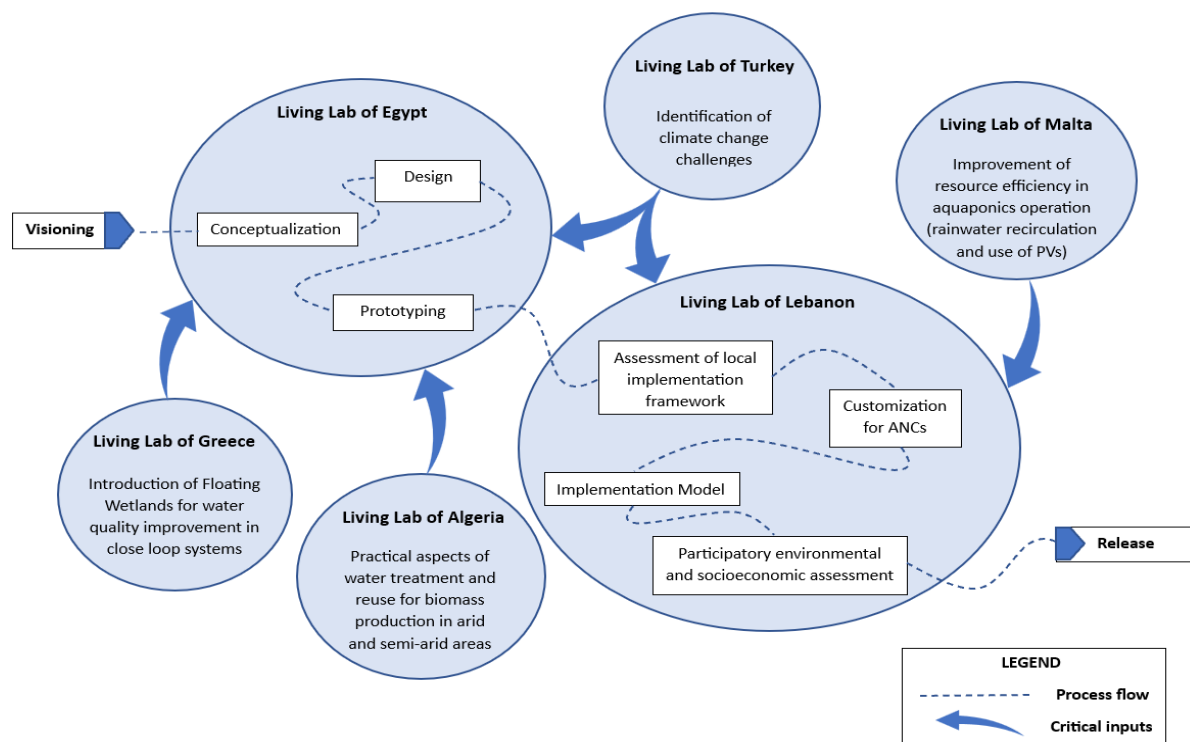 Living Lab of Turkey
Identification of
climate change
challenges
Living Lab of Egypt
Design
Conceptualization
Prototyping
Visioning
Living Lab of Malta
Improvement of
resource efficiency in
aquaponics operation
(rainwater recirculation
and use of PVs)
Living Lab of Lebanon
Assessment of local
implementation
framework
Customization
for ANCs
Implementation Model
Participatory environmental
and socioeconomic assessment
Release
Living Lab of Greece
Introduction of Floating
Wetlands for water
quality improvement in
close loop systems
Living Lab of Algeria
Practical aspects of
water treatment and
reuse for biomass
production in arid
and semi-arid areas
LEGEND
Process flow
Critical inputs